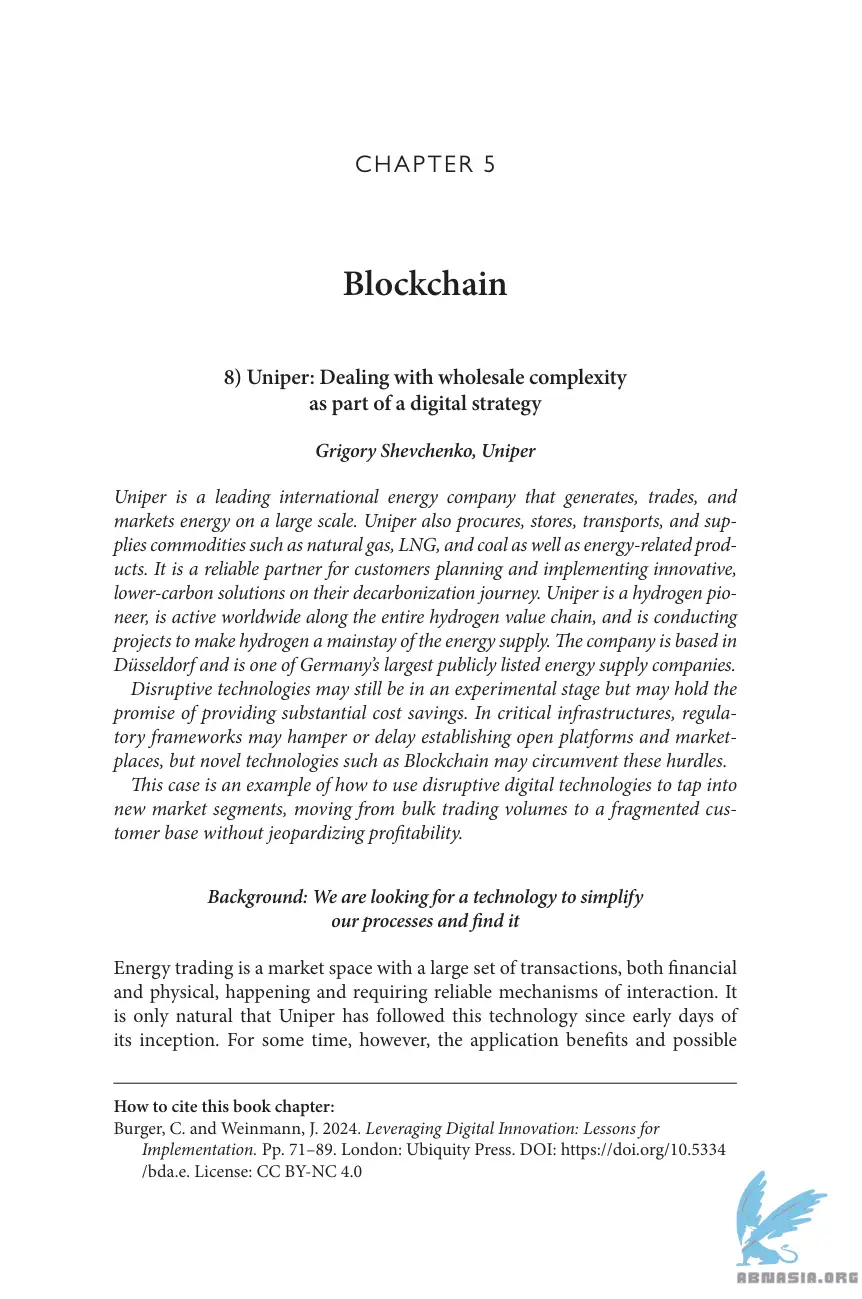 CHAPTER 5
Blockchain
8) Uniper: Dealing with wholesale complexity
as part of a digital strategy
Grigory Shevchenko, Uniper
Uniper is a leading international energy company that generates, trades, and
markets energy on a large scale. Uniper also procures, stores, transports, and sup-
plies commodities such as natural gas, LNG, and coal as well as energy-related prod-
ucts. It is a reliable partner for customers planning and implementing innovative,
lower-carbon solutions on their decarbonization journey. Uniper is a hydrogen pio-
neer, is active worldwide along the entire hydrogen value chain, and is conducting
projects to make hydrogen a mainstay of the energy supply. The company is based in
Düsseldorf and is one of Germany’s largest publicly listed energy supply companies.
Disruptive technologies may still be in an experimental stage but may hold the
promise of providing substantial cost savings. In critical infrastructures, regula-
tory frameworks may hamper or delay establishing open platforms and market-
places, but novel technologies such as Blockchain may circumvent these hurdles.
This case is an example of how to use disruptive digital technologies to tap into
new market segments, moving from bulk trading volumes to a fragmented cus-
tomer base without jeopardizing profitability.
Background: We are looking for a technology to simplify
our processes and find it
Energy trading is a market space with a large set of transactions, both financial
and physical, happening and requiring reliable mechanisms of interaction. It
is only natural that Uniper has followed this technology since early days of
its inception. For some time, however, the application benefits and possible
How to cite this book chapter:
Burger, C. and Weinmann, J. 2024. Leveraging Digital Innovation: Lessons for
Implementation. Pp. 71–89. London: Ubiquity Press. DOI: https://doi.org/10.5334
/bda.e. License: CC BY-NC 4.0
ABNASIA.ORG